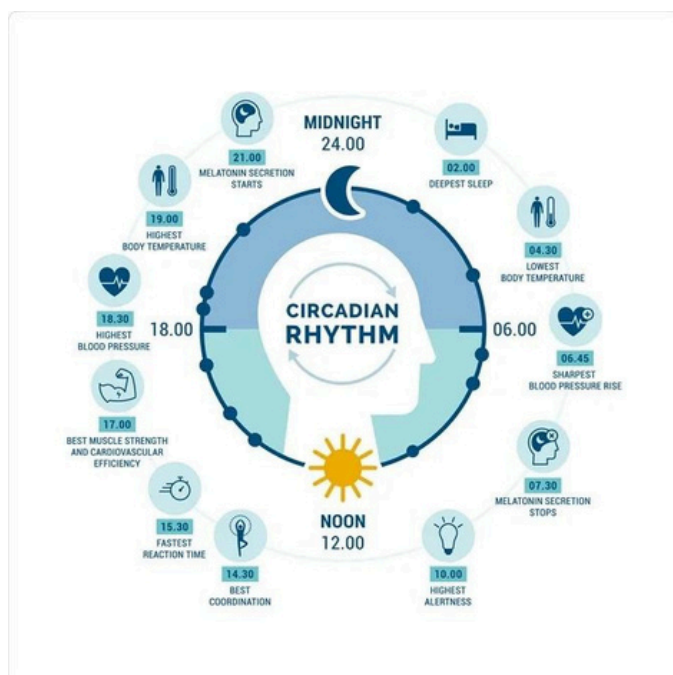 MIDNIGHT
24.00
02.00
DEEPEST SLEEP
04.30
LOWEST
BODY TEMPERATURE
06.00
06.45
SHARPEST
BLOOD PRESSURE RISE
07.30
MELATONIN SECRETION
STOPS
10.00
HIGHEST
ALERTNESS
NOON
12.00
14.30
BEST
COORDINATION
15.30
FASTEST
REACTION TIME
17.00
BEST MUSCLE STRENGTH
AND CARDIOVASCULAR
EFFICIENCY
18.00
18.30
HIGHEST
BLOOD PRESSURE
19.00
HIGHEST
BODY TEMPERATURE
21.00
MELATONIN SECRETION
STARTS
CIRCADIAN
RHYTHM